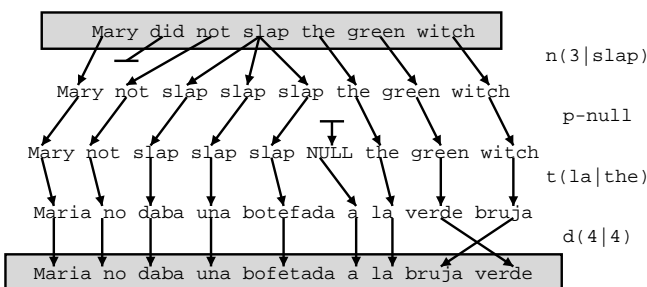 Mary did not slap the green witch
n(3|slap)
Mary not slap slap slap the green witch
p-null
Mary not slap slap slap NULL the green witch
t(la|the)
Maria no daba una botefada a la verde bruja
d(4|4)
Maria no daba una bofetada a la bruja verde